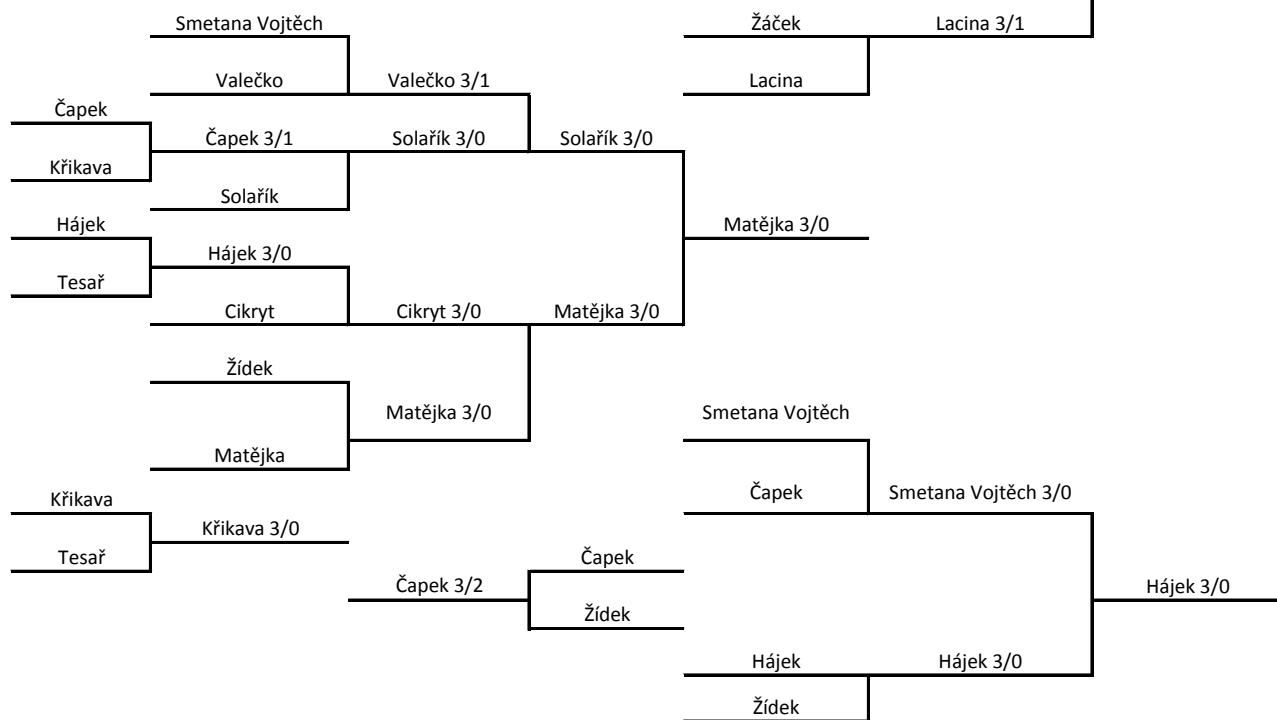 Smetana Vojtěch
Žáček
Lacina 3/1
Valečko
Valečko 3/1
Lacina
Čapek
Čapek 3/1
Solařík 3/0
Solařík 3/0
Křikava
Solařík
Hájek
Matějka 3/0
Hájek 3/0
Tesař
Cikryt
Cikryt 3/0
Matějka 3/0
Žídek
Matějka 3/0
Smetana Vojtěch
Matějka
Křikava
Čapek
Smetana Vojtěch 3/0
Křikava 3/0
Tesař
Čapek
Čapek 3/2
Hájek 3/0
Žídek
Hájek
Hájek 3/0
Žídek